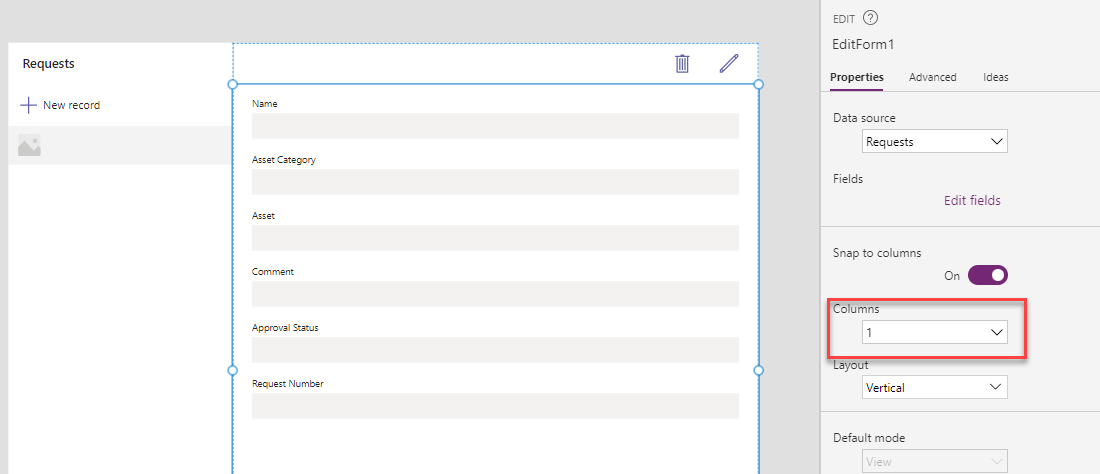 Requests
New record
Name
Asset Category
Asset
Comment
Approval Status
Request Number
EDIT ?
EditForm1
Properties Advanced Ideas
Data source
Requests
Fields
Edit fields
Snap to columns
On
Columns
1
Layout
Vertical
Default mode
View